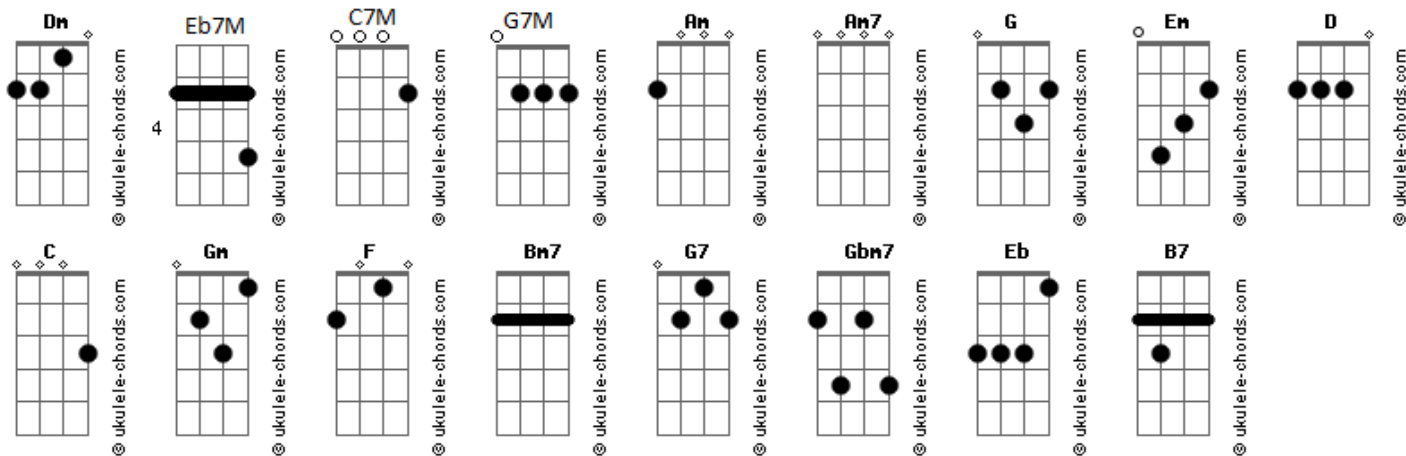 Dm Eb7M C7M G7M Am Am7 G Em D
4
© ukulele-chords.com © ukulele-chords.com © ukulele-chords.com © ukulele-chords.com © ukulele-chords.com © ukulele-chords.com © ukulele-chords.com © ukulele-chords.com © ukulele-chords.com
C Gm F Bm7 G7 Gbm7 Eb B7
© ukulele-chords.com © ukulele-chords.com © ukulele-chords.com © ukulele-chords.com © ukulele-chords.com © ukulele-chords.com © ukulele-chords.com © ukulele-chords.com